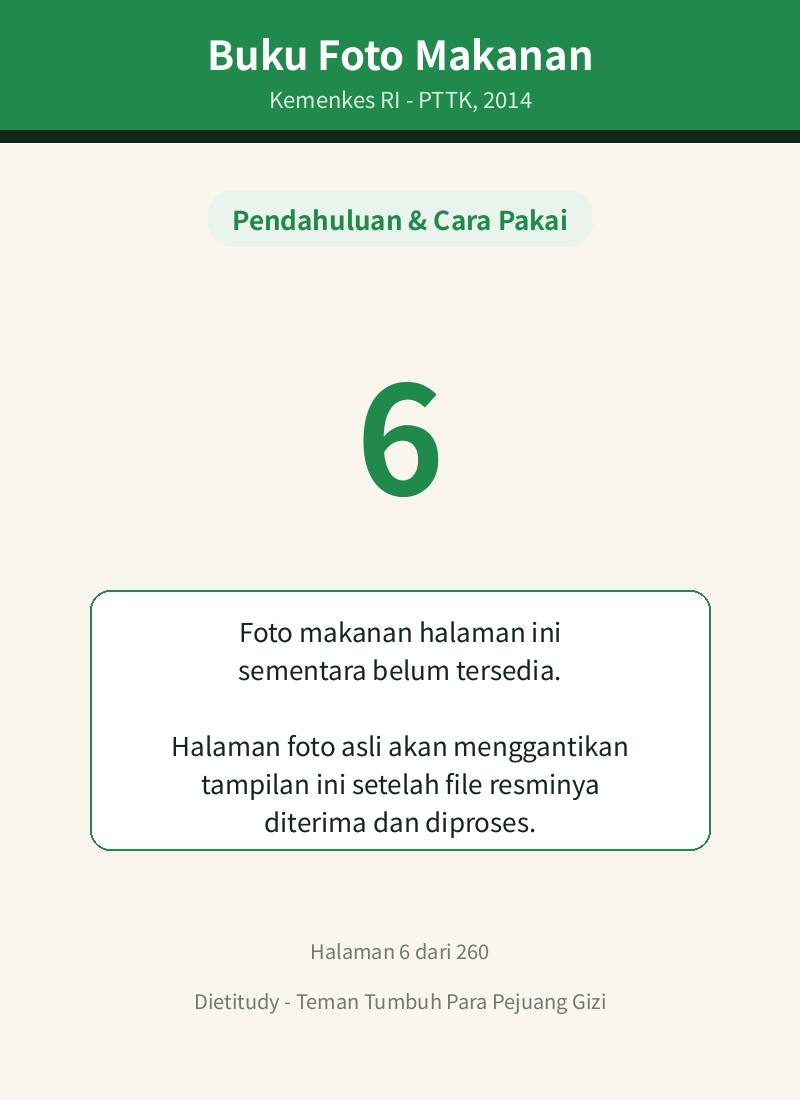 Buku Foto Makanan
Kemenkes RI - PTTK, 2014
Pendahuluan & Cara Pakai
6
Foto makanan halaman ini
sementara belum tersedia.
Halaman foto asli akan menggantikan
tampilan ini setelah file resminya
diterima dan diproses.
Halaman 6 dari 260
Dietitudy - Teman Tumbuh Para Pejuang Gizi